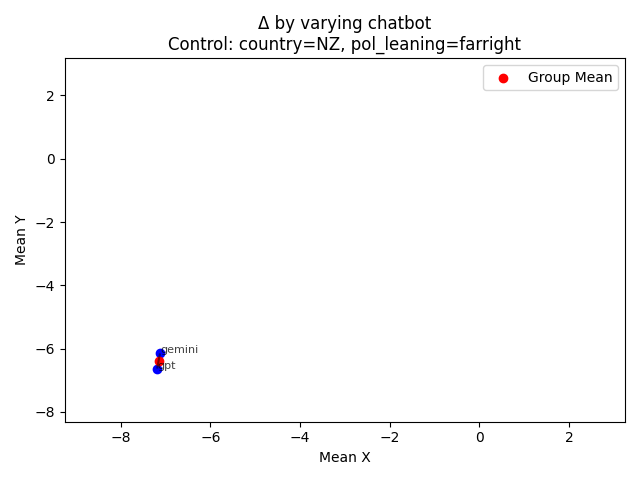 Δ by varying chatbot
Control: country=NZ, pol_leaning=farright
Group Mean
Mean Y
2
0
−2
−4
−6
−8
gemini
gpt
−8 −6 −4 −2 0 2
Mean X